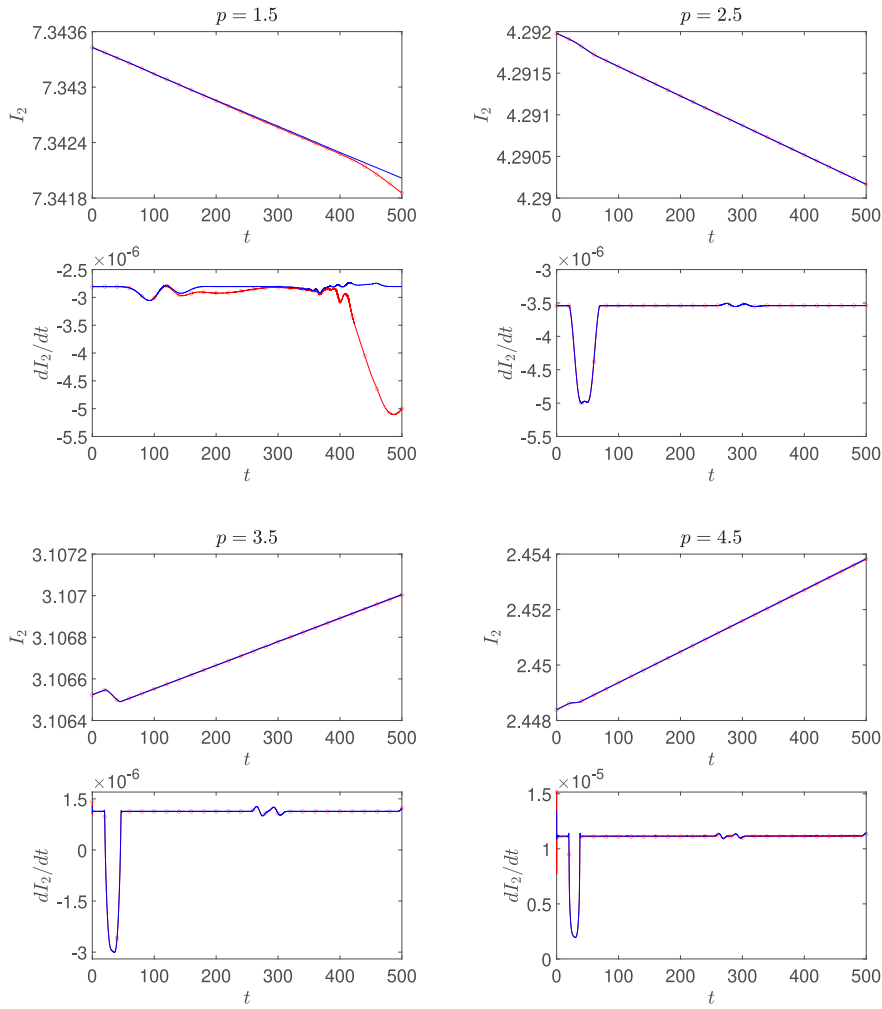 p = 1.5
7.3436
7.343
7.3424
7.3418
I₂
0 100 200 300 400 500
t
×10⁻⁶
-2.5
-3
-3.5
-4
-4.5
-5
-5.5
dI₂/dt
0 100 200 300 400 500
t
p = 2.5
4.292
4.2915
4.291
4.2905
4.29
I₂
0 100 200 300 400 500
t
×10⁻⁶
-3
-3.5
-4
-4.5
-5
-5.5
dI₂/dt
0 100 200 300 400 500
t
p = 3.5
3.1072
3.107
3.1068
3.1066
3.1064
I₂
0 100 200 300 400 500
t
×10⁻⁶
1.5
0
-1.5
-3
dI₂/dt
0 100 200 300 400 500
t
p = 4.5
2.454
2.452
2.45
2.448
I₂
0 100 200 300 400 500
t
×10⁻⁵
1.5
1
0.5
0
dI₂/dt
0 100 200 300 400 500
t